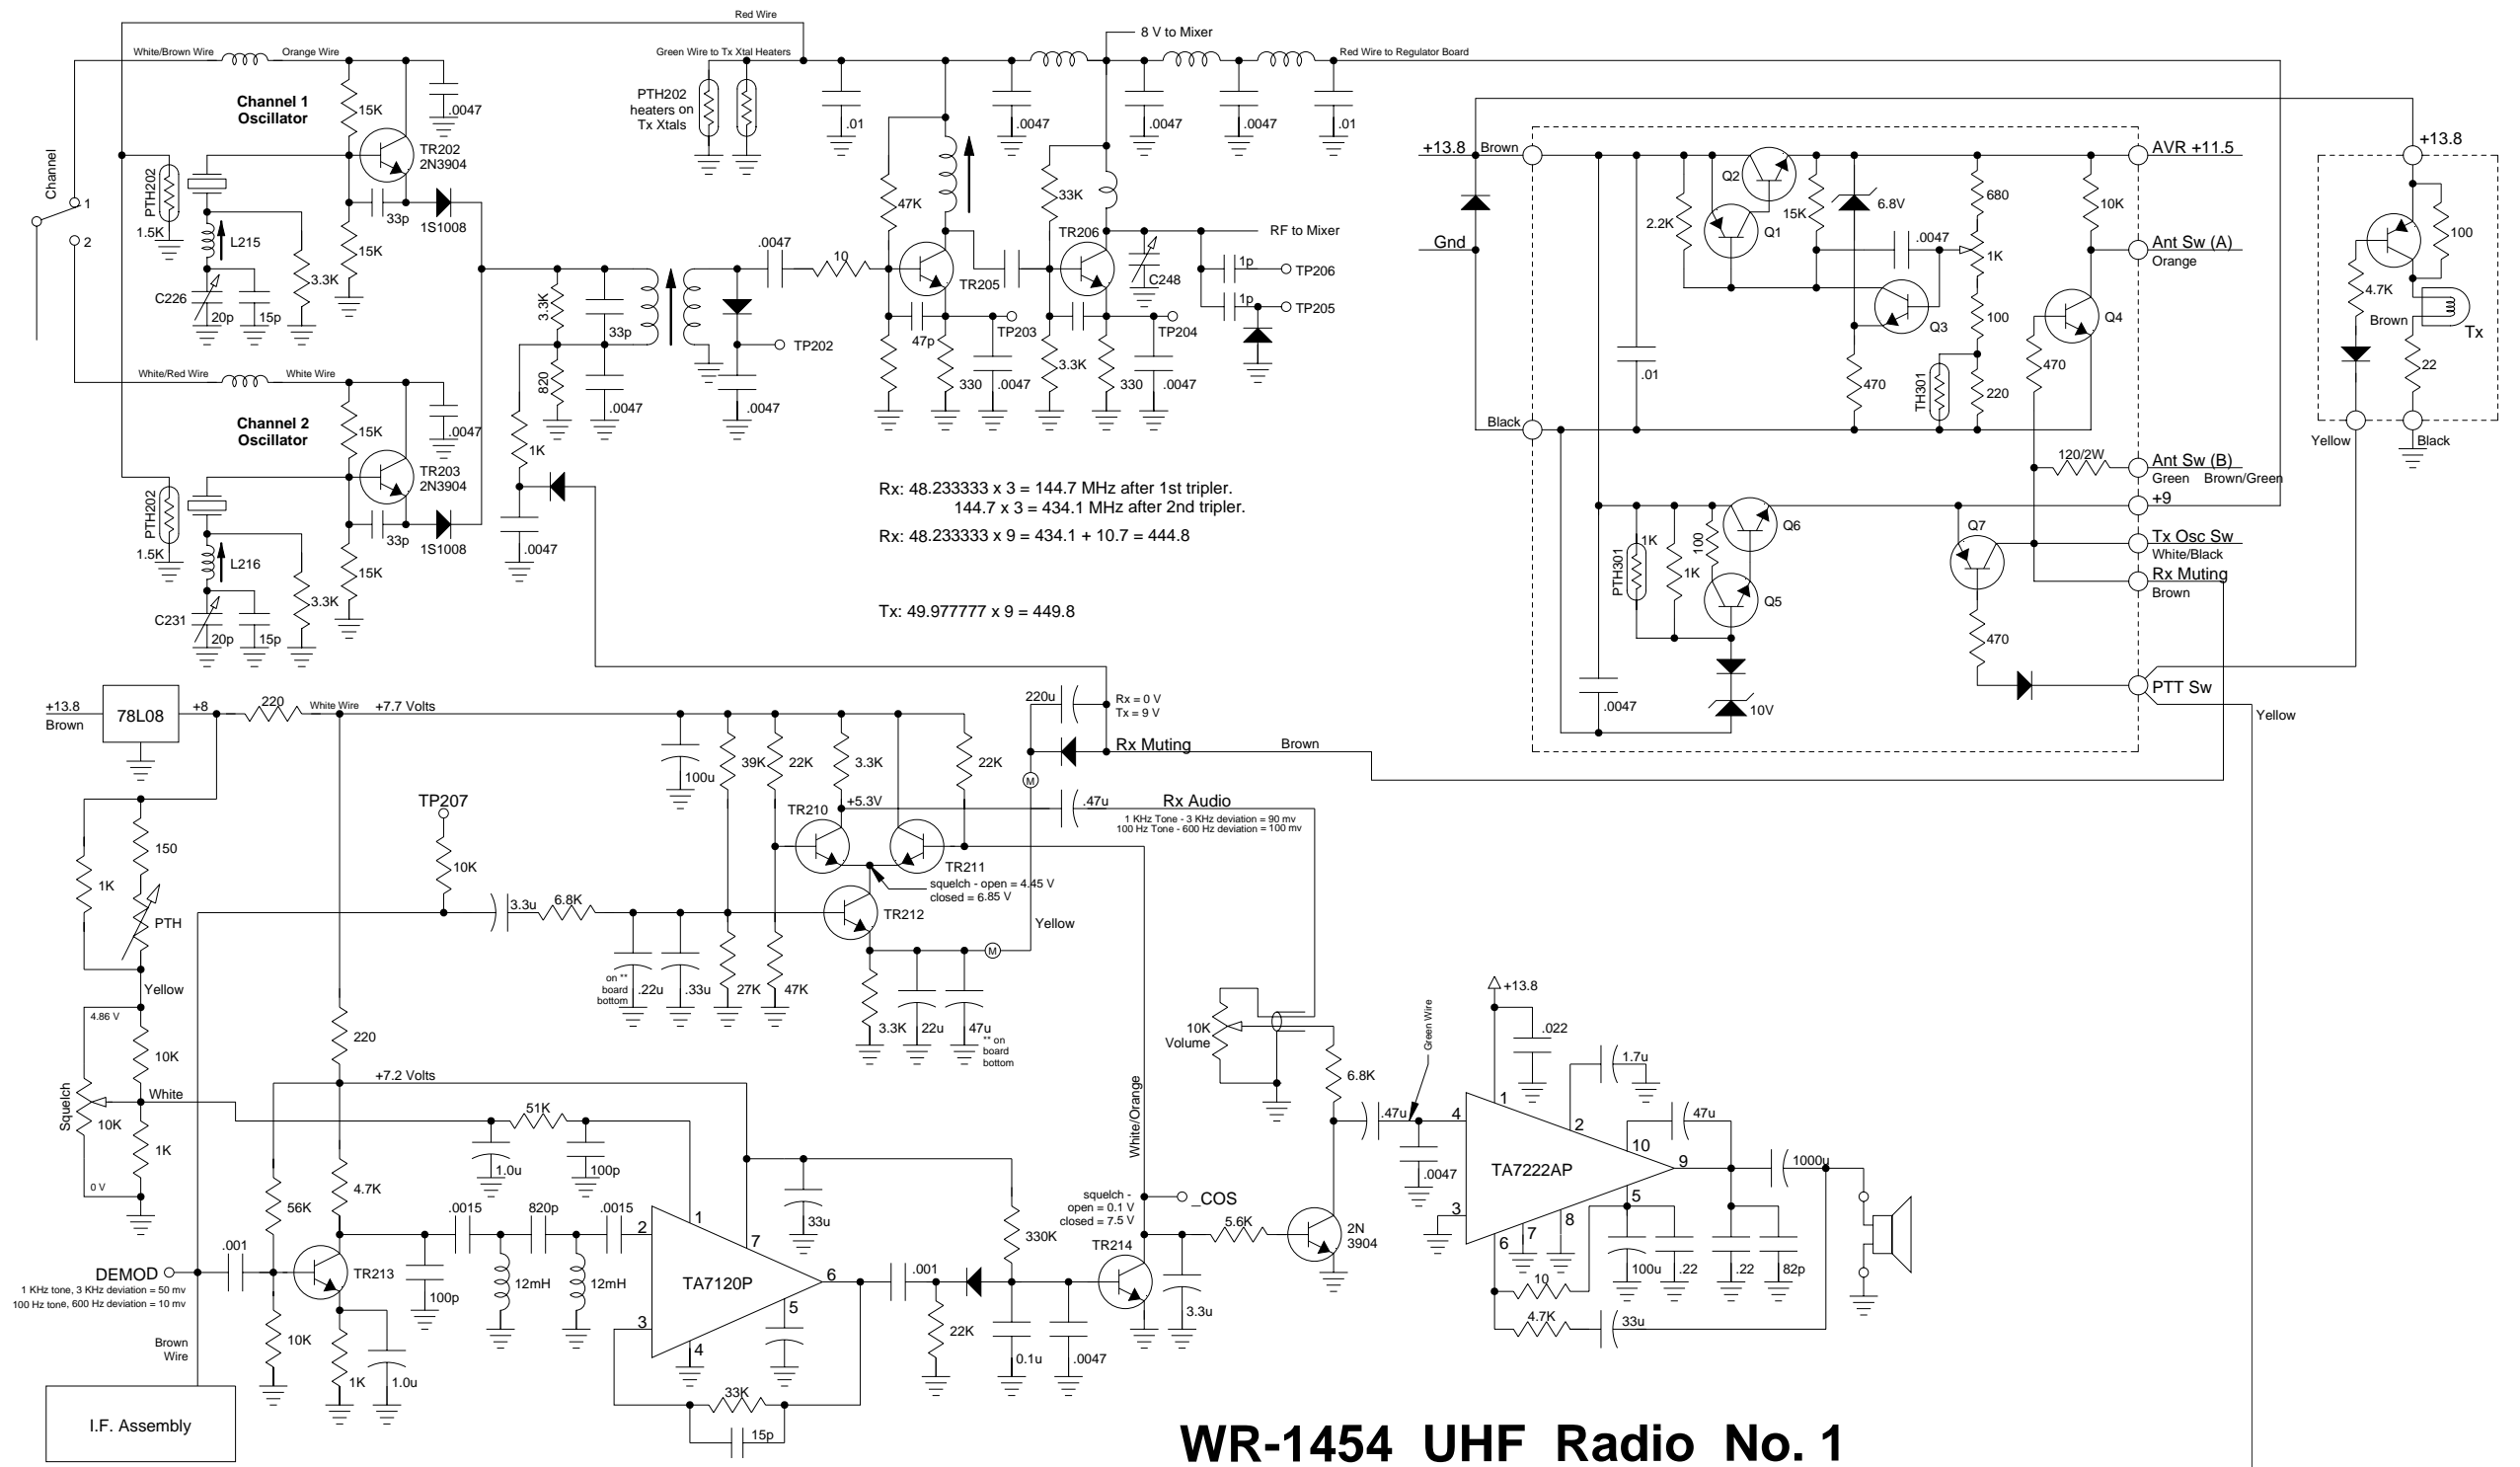 Red Wire
8 V to Mixer
White/Brown Wire
Orange Wire
Green Wire to Tx Xtal Heaters
Red Wire to Regulator Board
Channel 1
Oscillator
15K
.0047
PTH202
heaters on
Tx Xtals
.01
.0047
.0047
.0047
.01
Channel
1
2
PTH202
1.5K
TR202
2N3904
33p
1S1008
L215
15K
3.3K
C226
20p
15p
47K
33K
TR206
RF to Mixer
.0047
10
TR205
C248
1p
TP206
1p
TP205
3.3K
33p
TP202
47p
TP203
TP204
820
.0047
.0047
330
.0047
3.3K
330
.0047
1K
.0047
White/Red Wire
White Wire
Channel 2
Oscillator
15K
.0047
TR203
2N3904
PTH202
1.5K
33p
1S1008
L216
15K
3.3K
C231
20p
15p
Rx: 48.233333 x 3 = 144.7 MHz after 1st tripler.
144.7 x 3 = 434.1 MHz after 2nd tripler.
Rx: 48.233333 x 9 = 434.1 + 10.7 = 444.8
Tx: 49.977777 x 9 = 449.8
+13.8
Brown
Gnd
Black
Q2
Q1
2.2K
15K
6.8V
680
10K
.0047
1K
Q3
100
Q4
.01
470
TH301
220
470
AVR +11.5
Ant Sw (A)
Orange
120/2W
Ant Sw (B)
Green
Brown/Green
+9
Q6
Q7
Tx Osc Sw
White/Black
Rx Muting
Brown
PTH301
1K
1K
100
Q5
470
.0047
10V
PTT Sw
Yellow
+13.8
100
4.7K
Brown
Tx
22
Yellow
Black
+13.8
Brown
78L08
+8
220
White Wire
+7.7 Volts
220u
Rx = 0 V
Tx = 9 V
Rx Muting
Brown
M
100u
39K
22K
3.3K
22K
TP207
TR210
+5.3V
.47u
Rx Audio
1 KHz Tone - 3 KHz deviation = 90 mv
100 Hz Tone - 600 Hz deviation = 100 mv
150
1K
PTH
10K
TR211
squelch - open = 4.45 V
closed = 6.85 V
3.3u
6.8K
TR212
Yellow
M
on **
board
bottom
.22u
.33u
27K
47K
3.3K
22u
47u
** on
board
bottom
Yellow
4.86 V
10K
Squelch
10K
White
1K
0 V
220
+7.2 Volts
51K
1.0u
100p
56K
4.7K
.0015
820p
.0015
2
1
7
33u
330K
White/Orange
squelch -
open = 0.1 V
closed = 7.5 V
_COS
10K
Volume
6.8K
Green Wire
.47u
.0047
+13.8
.022
1.7u
1
2
4
10
47u
TA7222AP
9
1000u
3
5
6
7
8
10
100u
.22
.22
82p
4.7K
33u
5.6K
2N
3904
TR214
3.3u
DEMOD
1 KHz tone, 3 KHz deviation = 50 mv
100 Hz tone, 600 Hz deviation = 10 mv
.001
TR213
100p
12mH
12mH
TA7120P
6
.001
5
3
4
22K
0.1u
.0047
Brown
Wire
10K
1K
1.0u
33K
15p
I.F. Assembly
WR-1454 UHF Radio No. 1